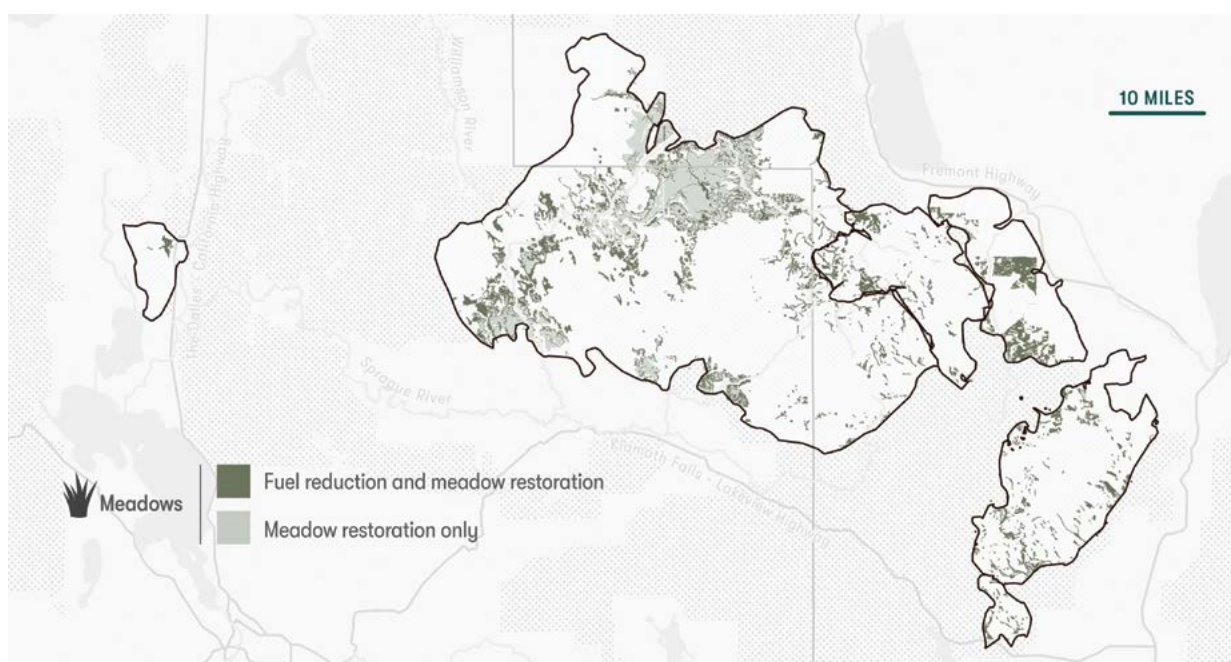 Williamson River
10 MILES
The Dalles California Highway
Fremont Highway
Sprague River
Klamath Falls - Lakeview Highway
Meadows
Fuel reduction and meadow restoration
Meadow restoration only